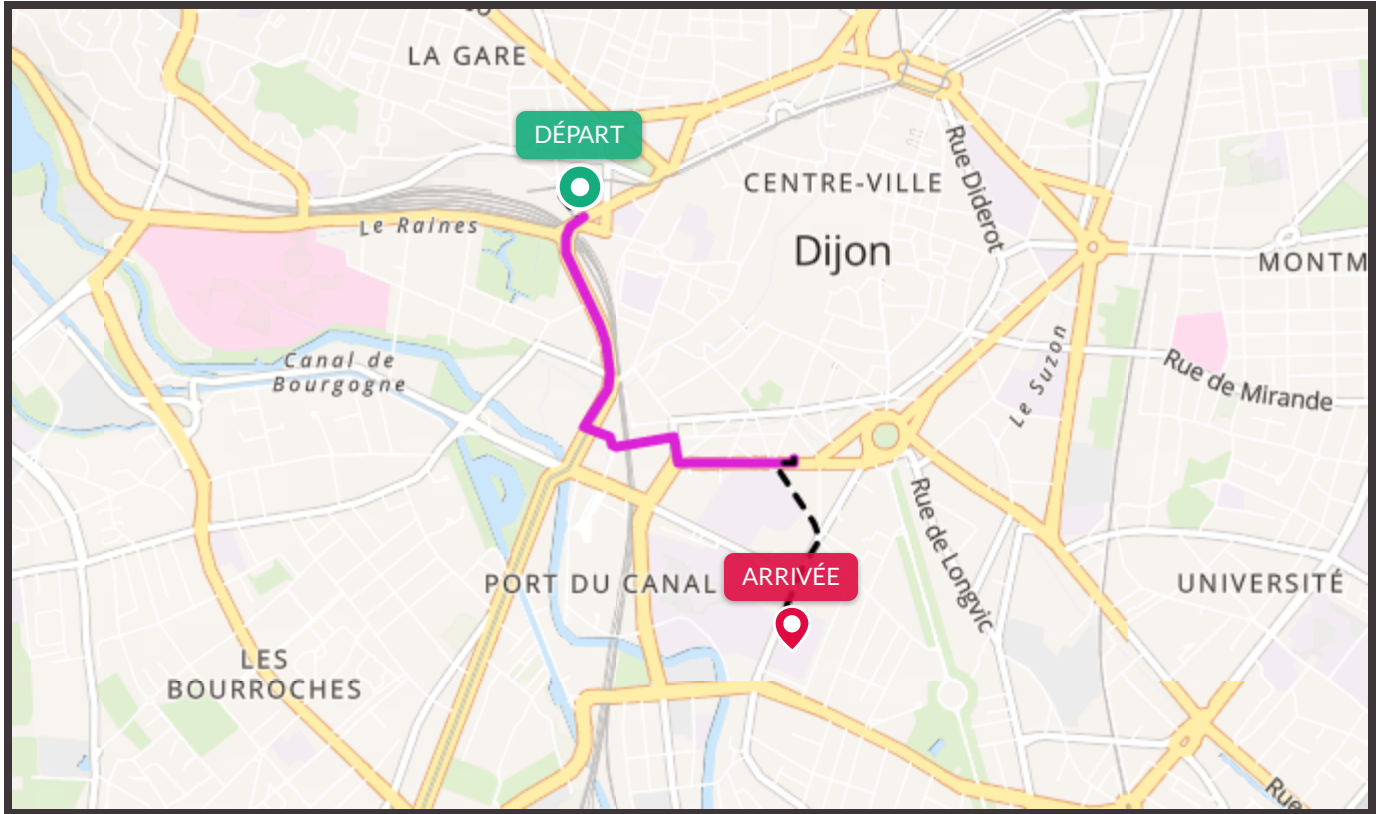 LA GARE
DÉPART
Rue Diderot
CENTRE-VILLE
Le Raines
Dijon
MONTM
Canal de
Bourgogne
Le Suzon
Rue de Mirande
Rue de Longvic
ARRIVÉE
PORT DU CANAL
UNIVERSITÉ
LES
BOURROCHES
Rue